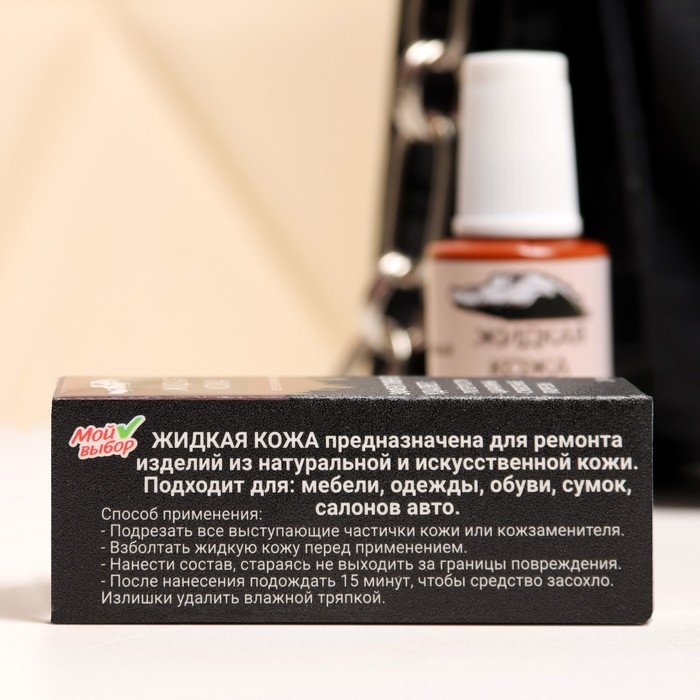 ЖИДКАЯ
КОЖА
Мой
выбор
ЖИДКАЯ КОЖА предназначена для ремонта
изделий из натуральной и искусственной кожи.
Подходит для: мебели, одежды, обуви, сумок,
салонов авто.
Способ применения:
- Подрезать все выступающие частички кожи или кожзаменителя.
- Взболтать жидкую кожу перед применением.
- Нанести состав, стараясь не выходить за границы повреждения.
- После нанесения подождать 15 минут, чтобы средство засохло.
Излишки удалить влажной тряпкой.